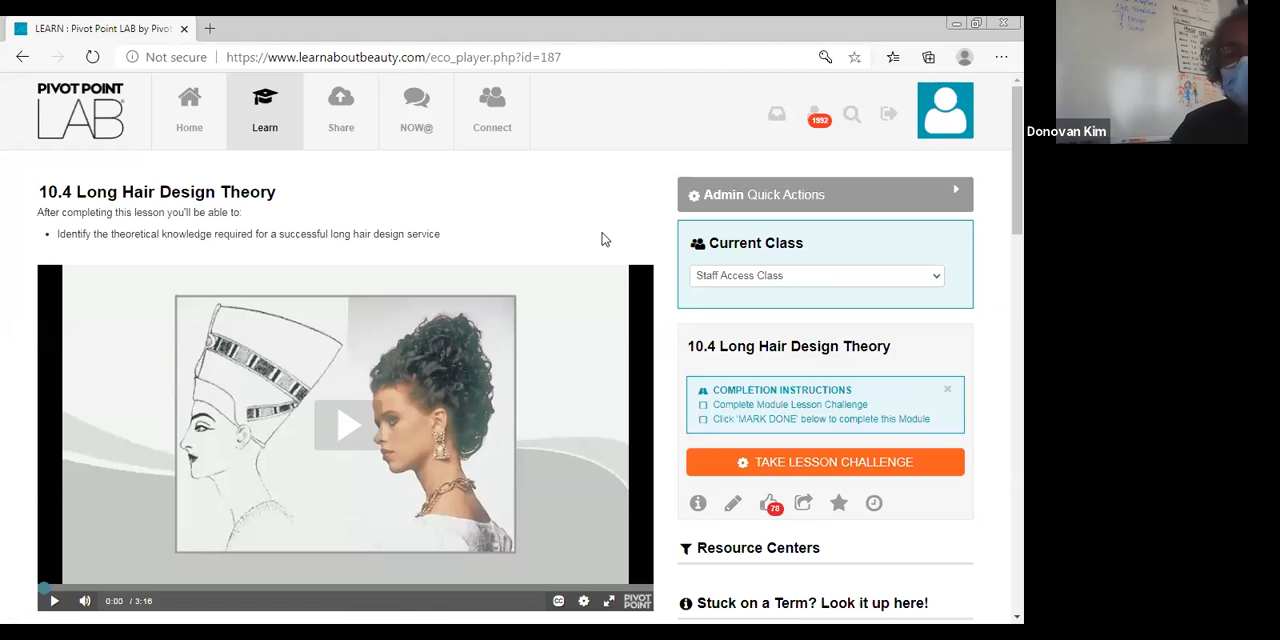 LEARN : Pivot Point LAB by Pivot
Not secure
https://www.learnaboutbeauty.com/eco_player.php?id=187
PIVOT POINT
LAB
Home
Learn
Share
NOW@
Connect
1992
Donovan Kim
10.4 Long Hair Design Theory
After completing this lesson you'll be able to:
• Identify the theoretical knowledge required for a successful long hair design service
0:00 / 3:16
CC
PIVOT
POINT
Admin Quick Actions
Current Class
Staff Access Class
10.4 Long Hair Design Theory
COMPLETION INSTRUCTIONS
Complete Module Lesson Challenge
Click 'MARK DONE' below to complete this Module
TAKE LESSON CHALLENGE
78
Resource Centers
Stuck on a Term? Look it up here!